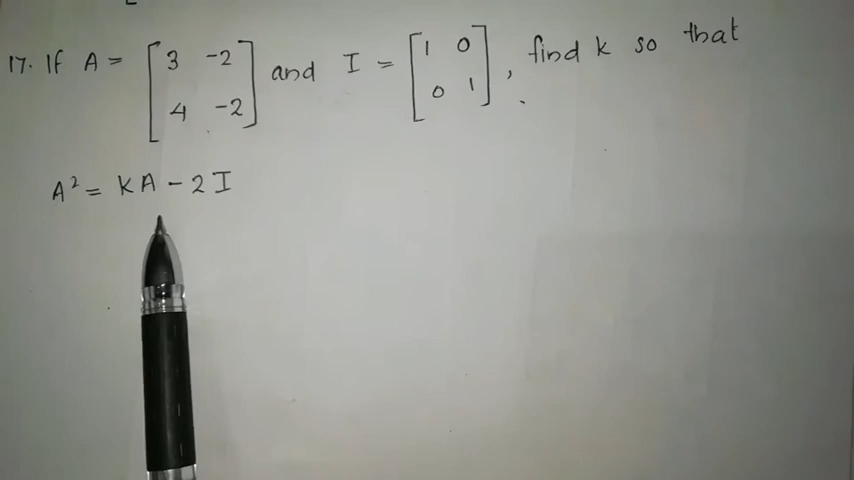 17. If A = [3 -2 4 -2] and I = [1 0 0 1], find k so that
A² = KA - 2I